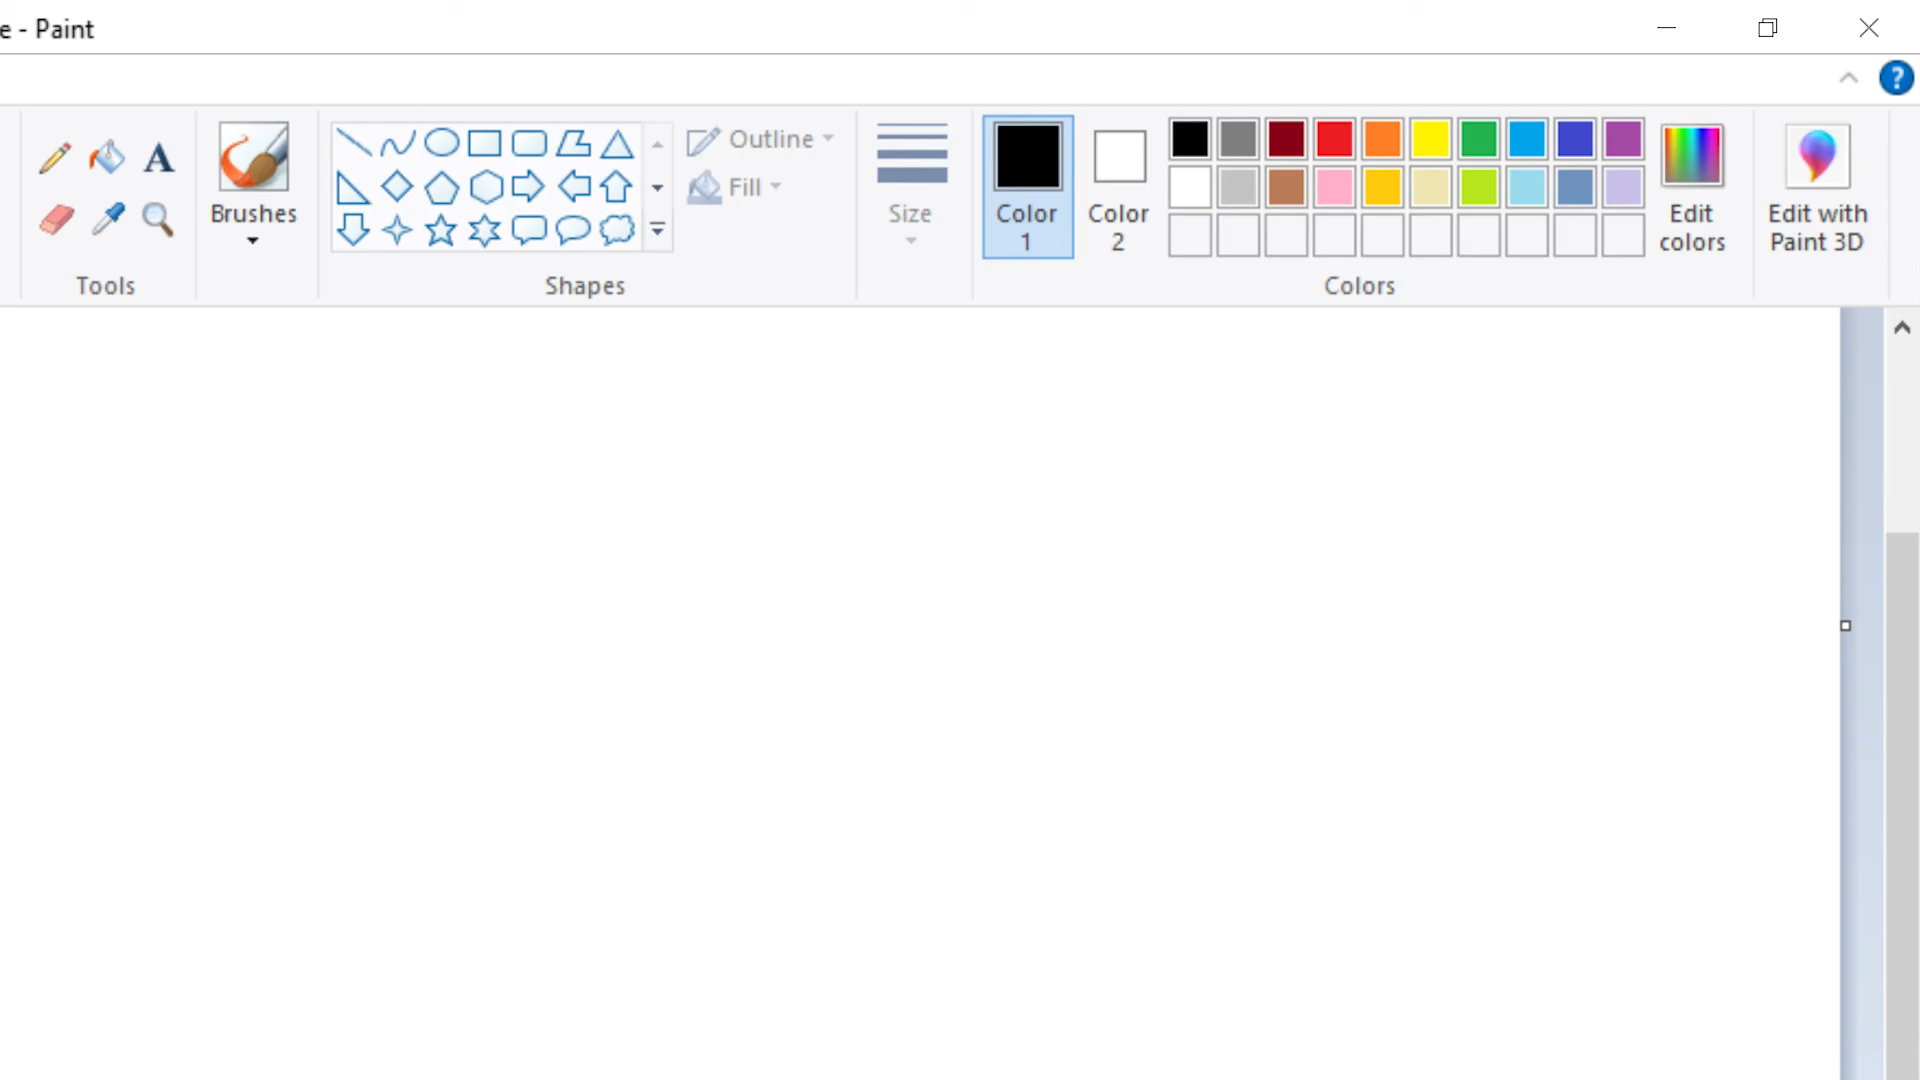 e - Paint
?
A
Outline
Fill
Brushes
Size
Color
1
Color
2
Edit
colors
Edit with
Paint 3D
Tools
Shapes
Colors